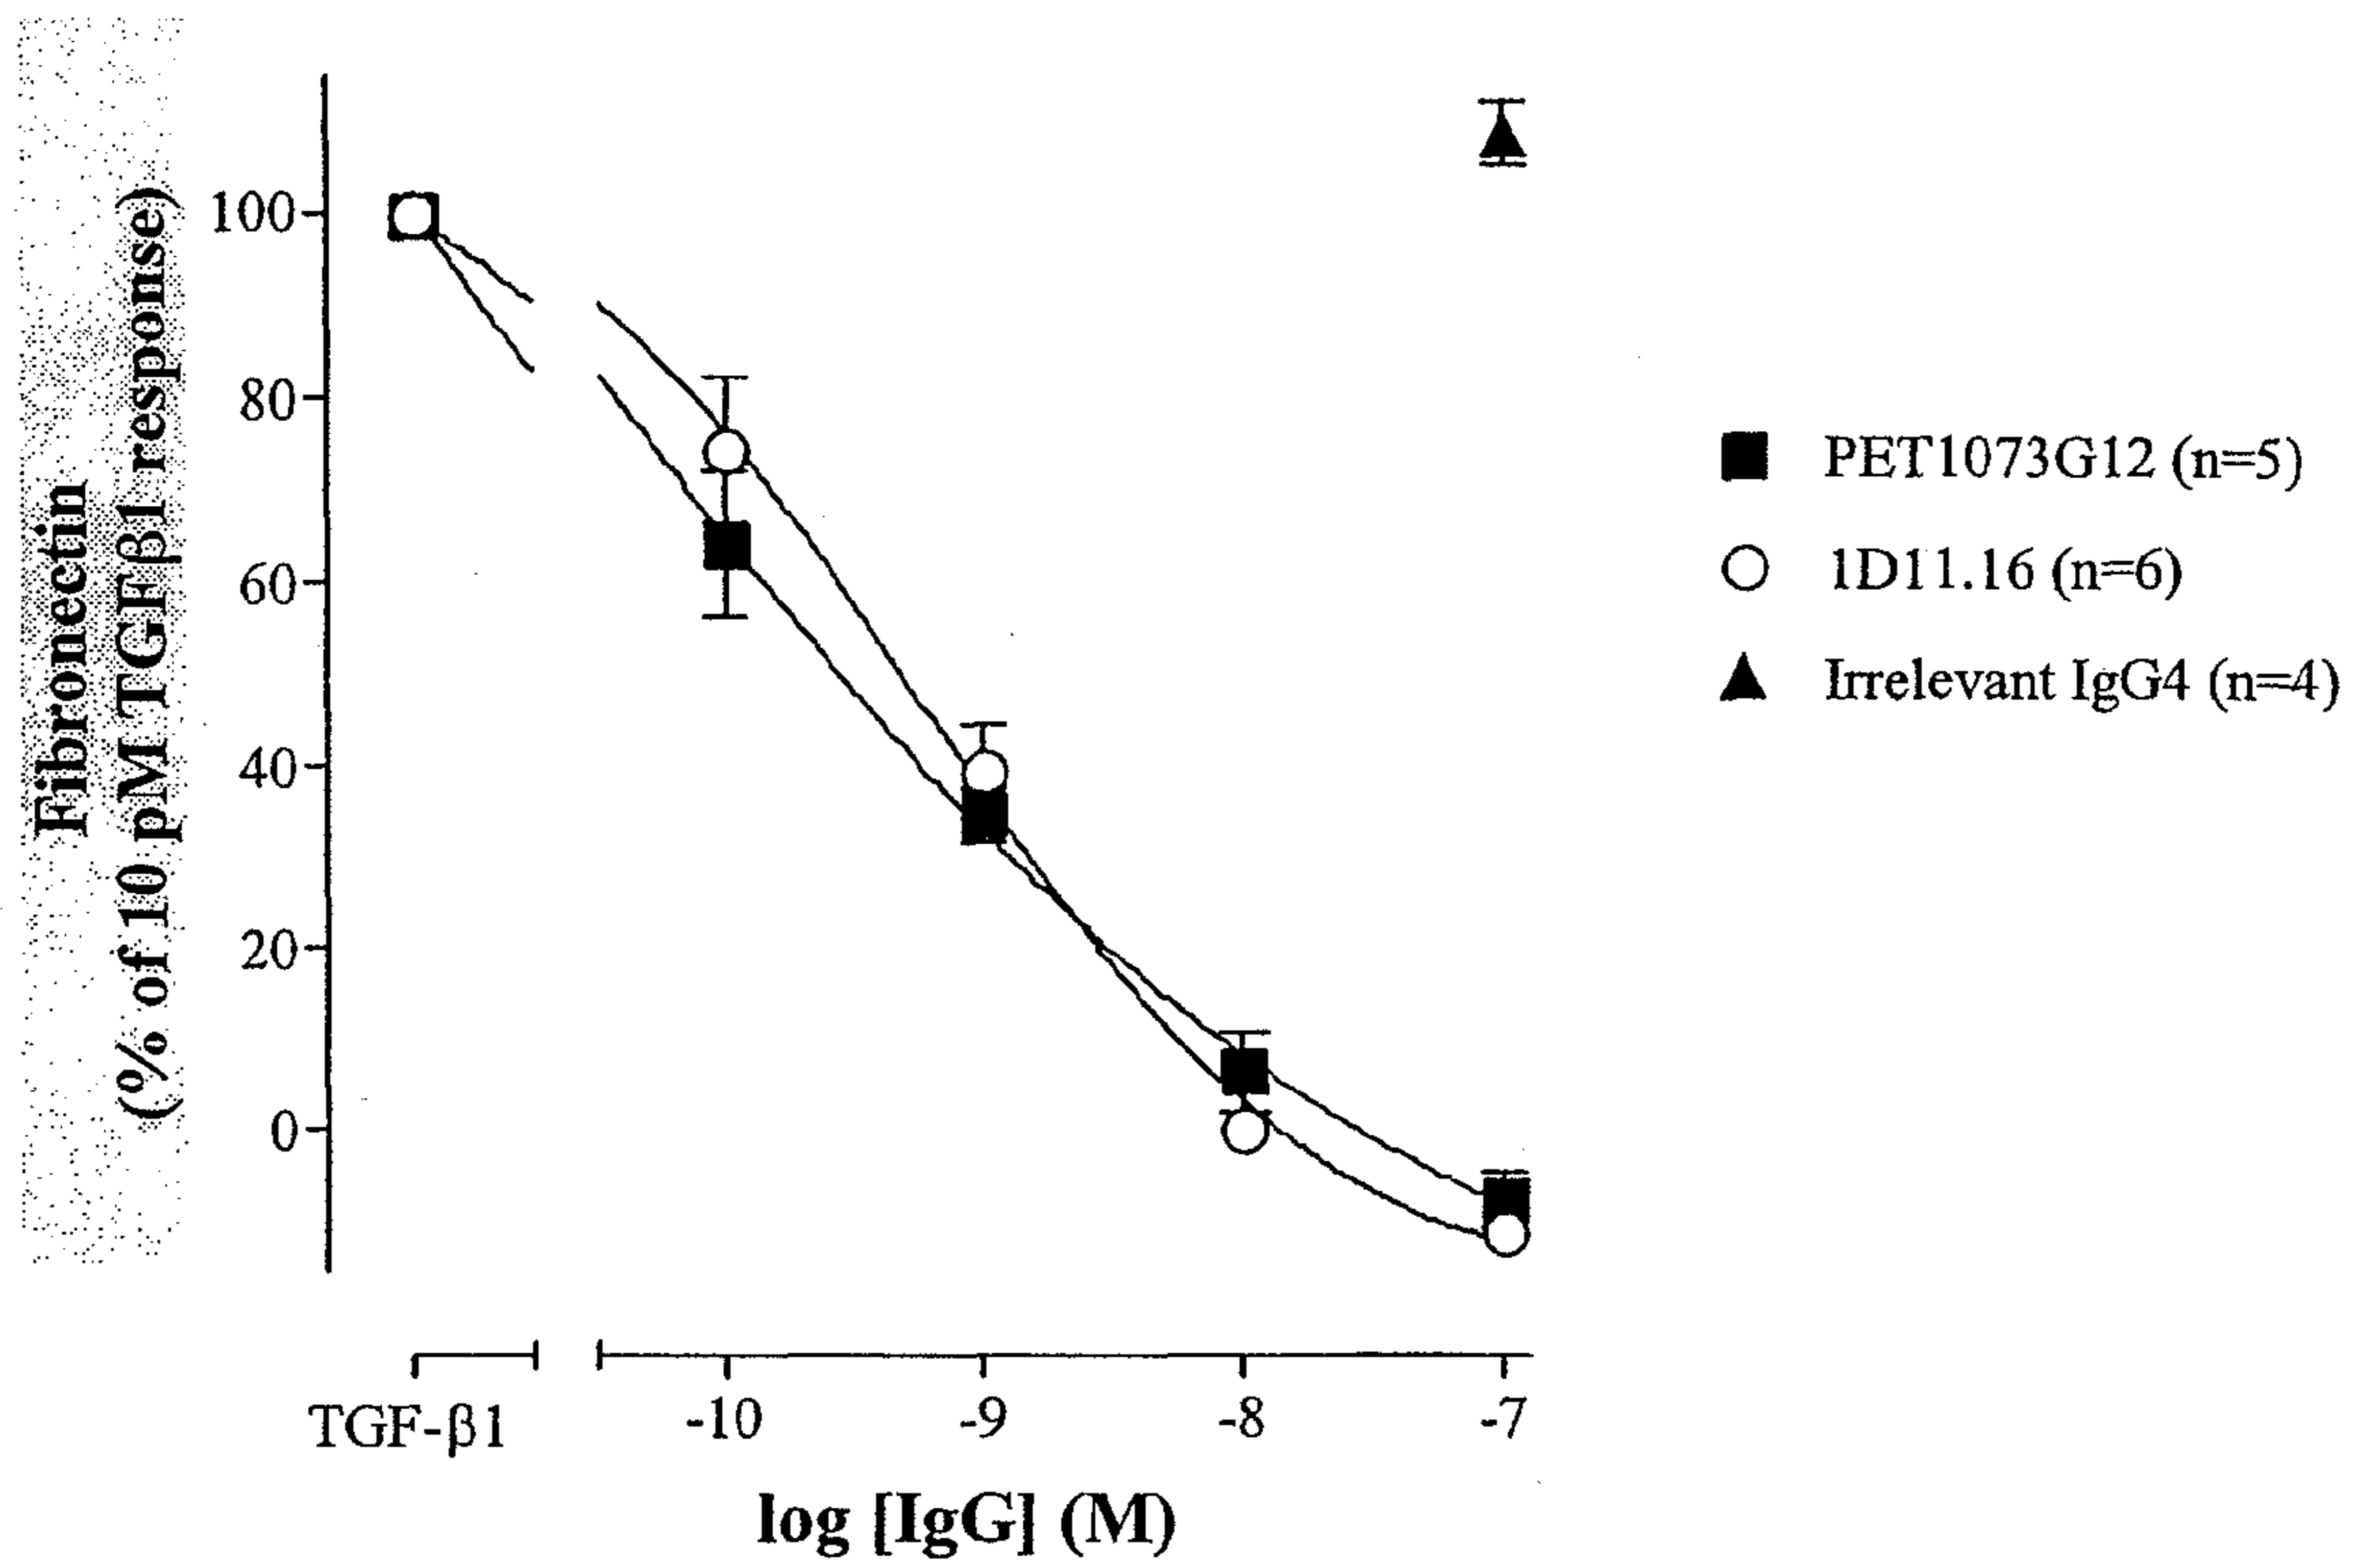 Fibronectin
(% of 10 pM TGFβ1 response)
100
80
60
40
20
0
TGF-β1
-10
-9
-8
-7
log [IgG] (M)
PET1073G12 (n=5)
1D11.16 (n=6)
Irrelevant IgG4 (n=4)